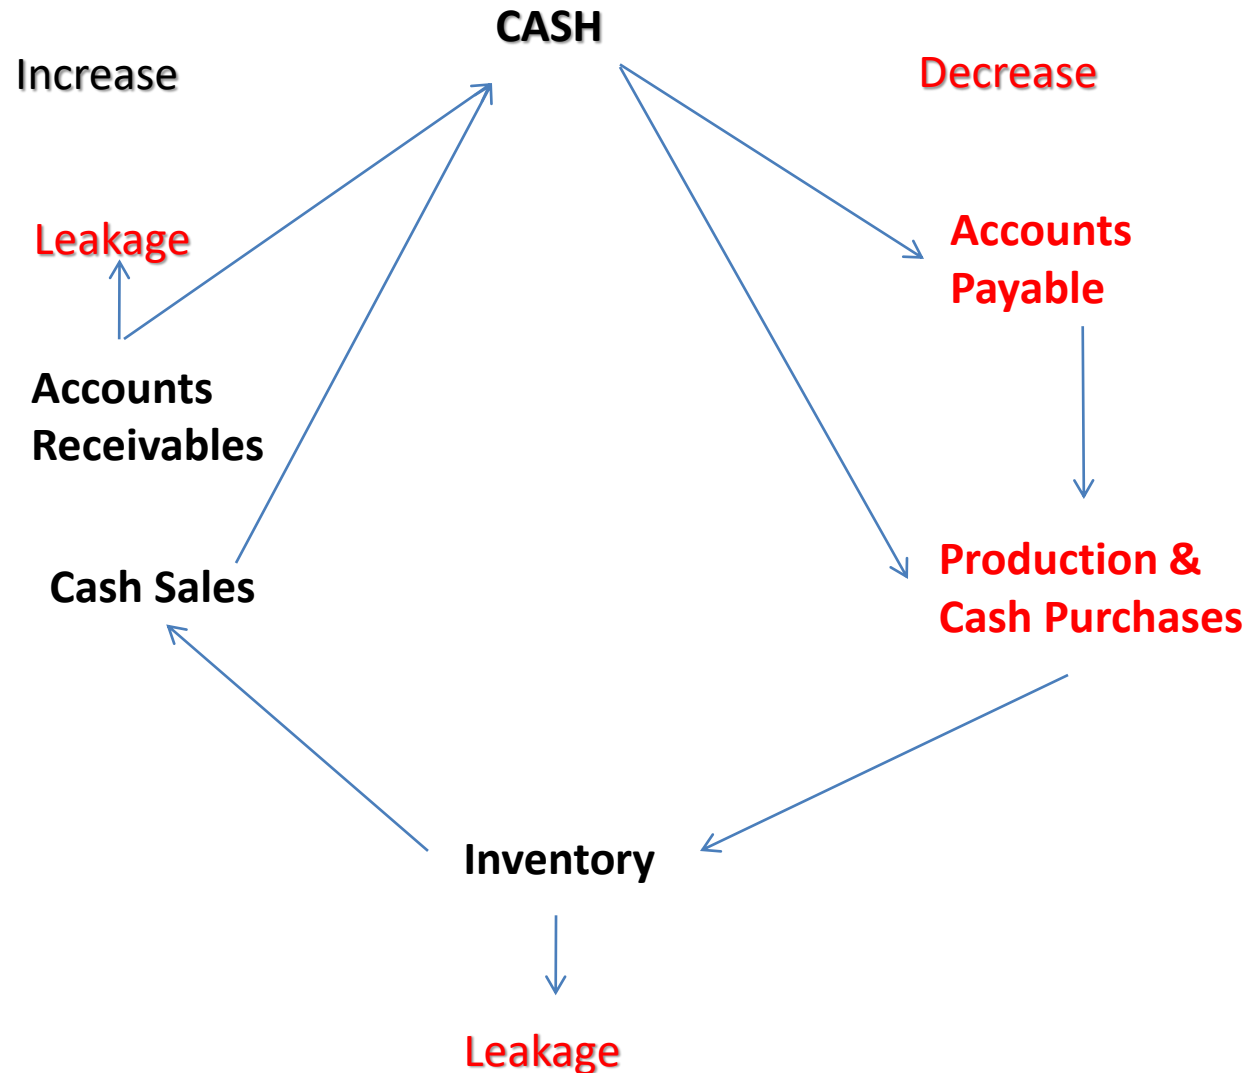 CASH
Increase
Decrease
Leakage
Accounts
Payable
Accounts
Receivables
Production &
Cash Purchases
Cash Sales
Inventory
Leakage